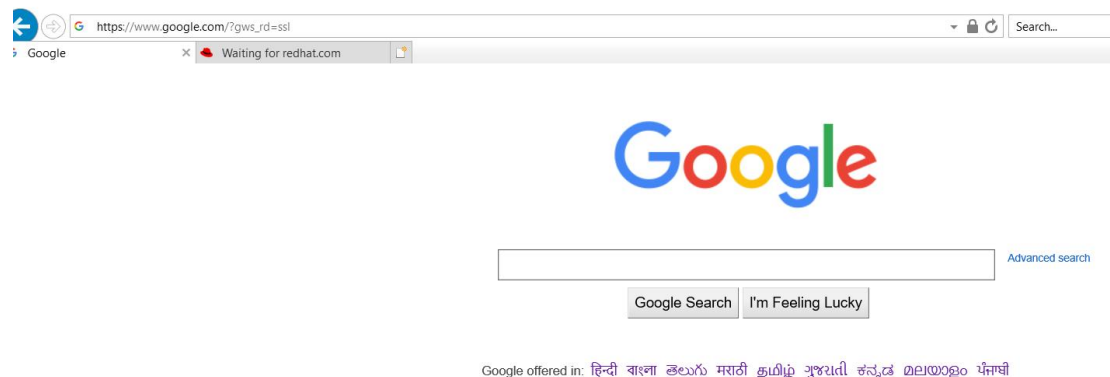 https://www.google.com/?gws_rd=ssl Search...
Google Waiting for redhat.com
Google
Advanced search
Google Search I'm Feeling Lucky
Google offered in: हिन्दी বাংলা తెలుగు मराठी தமிழ் ગુજરાતી ಕನ್ನಡ മലയാളം ਪੰਜਾਬੀ